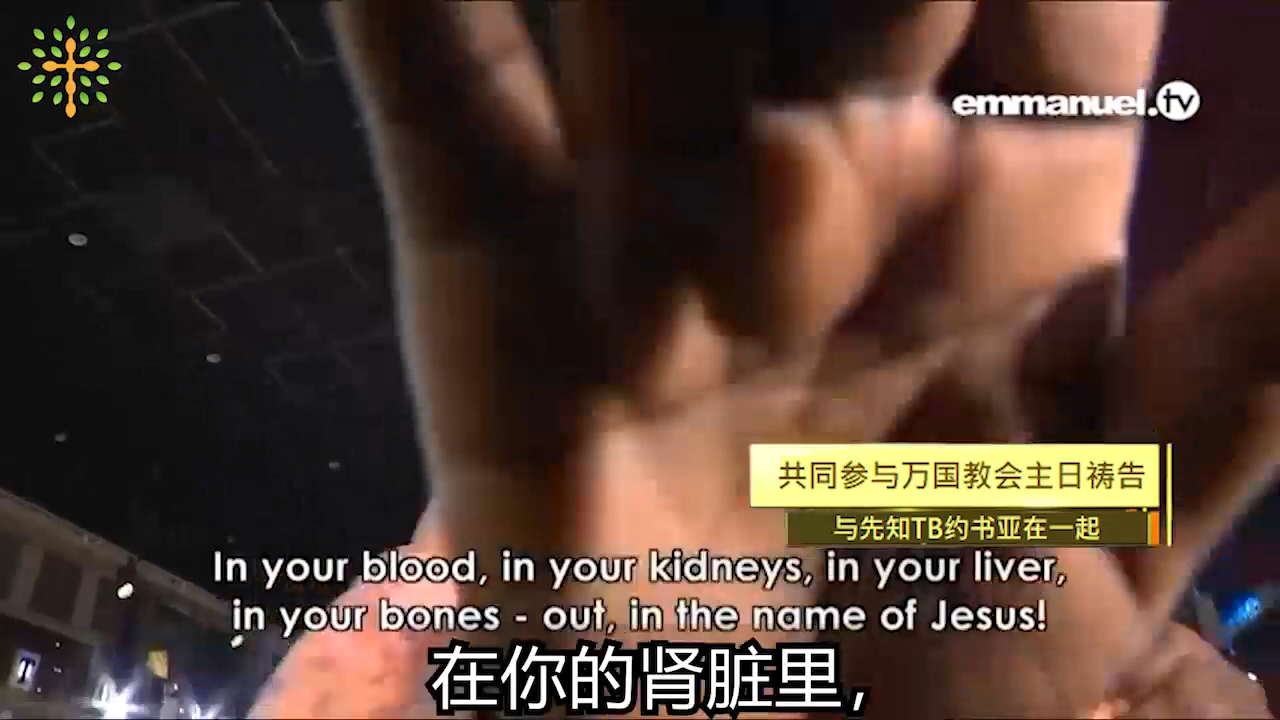 emmanuel.tv
共同参与万国教会主日祷告
与先知TB约书亚在一起
In your blood, in your kidneys, in your liver,
in your bones - out, in the name of Jesus!
在你的肾脏里，